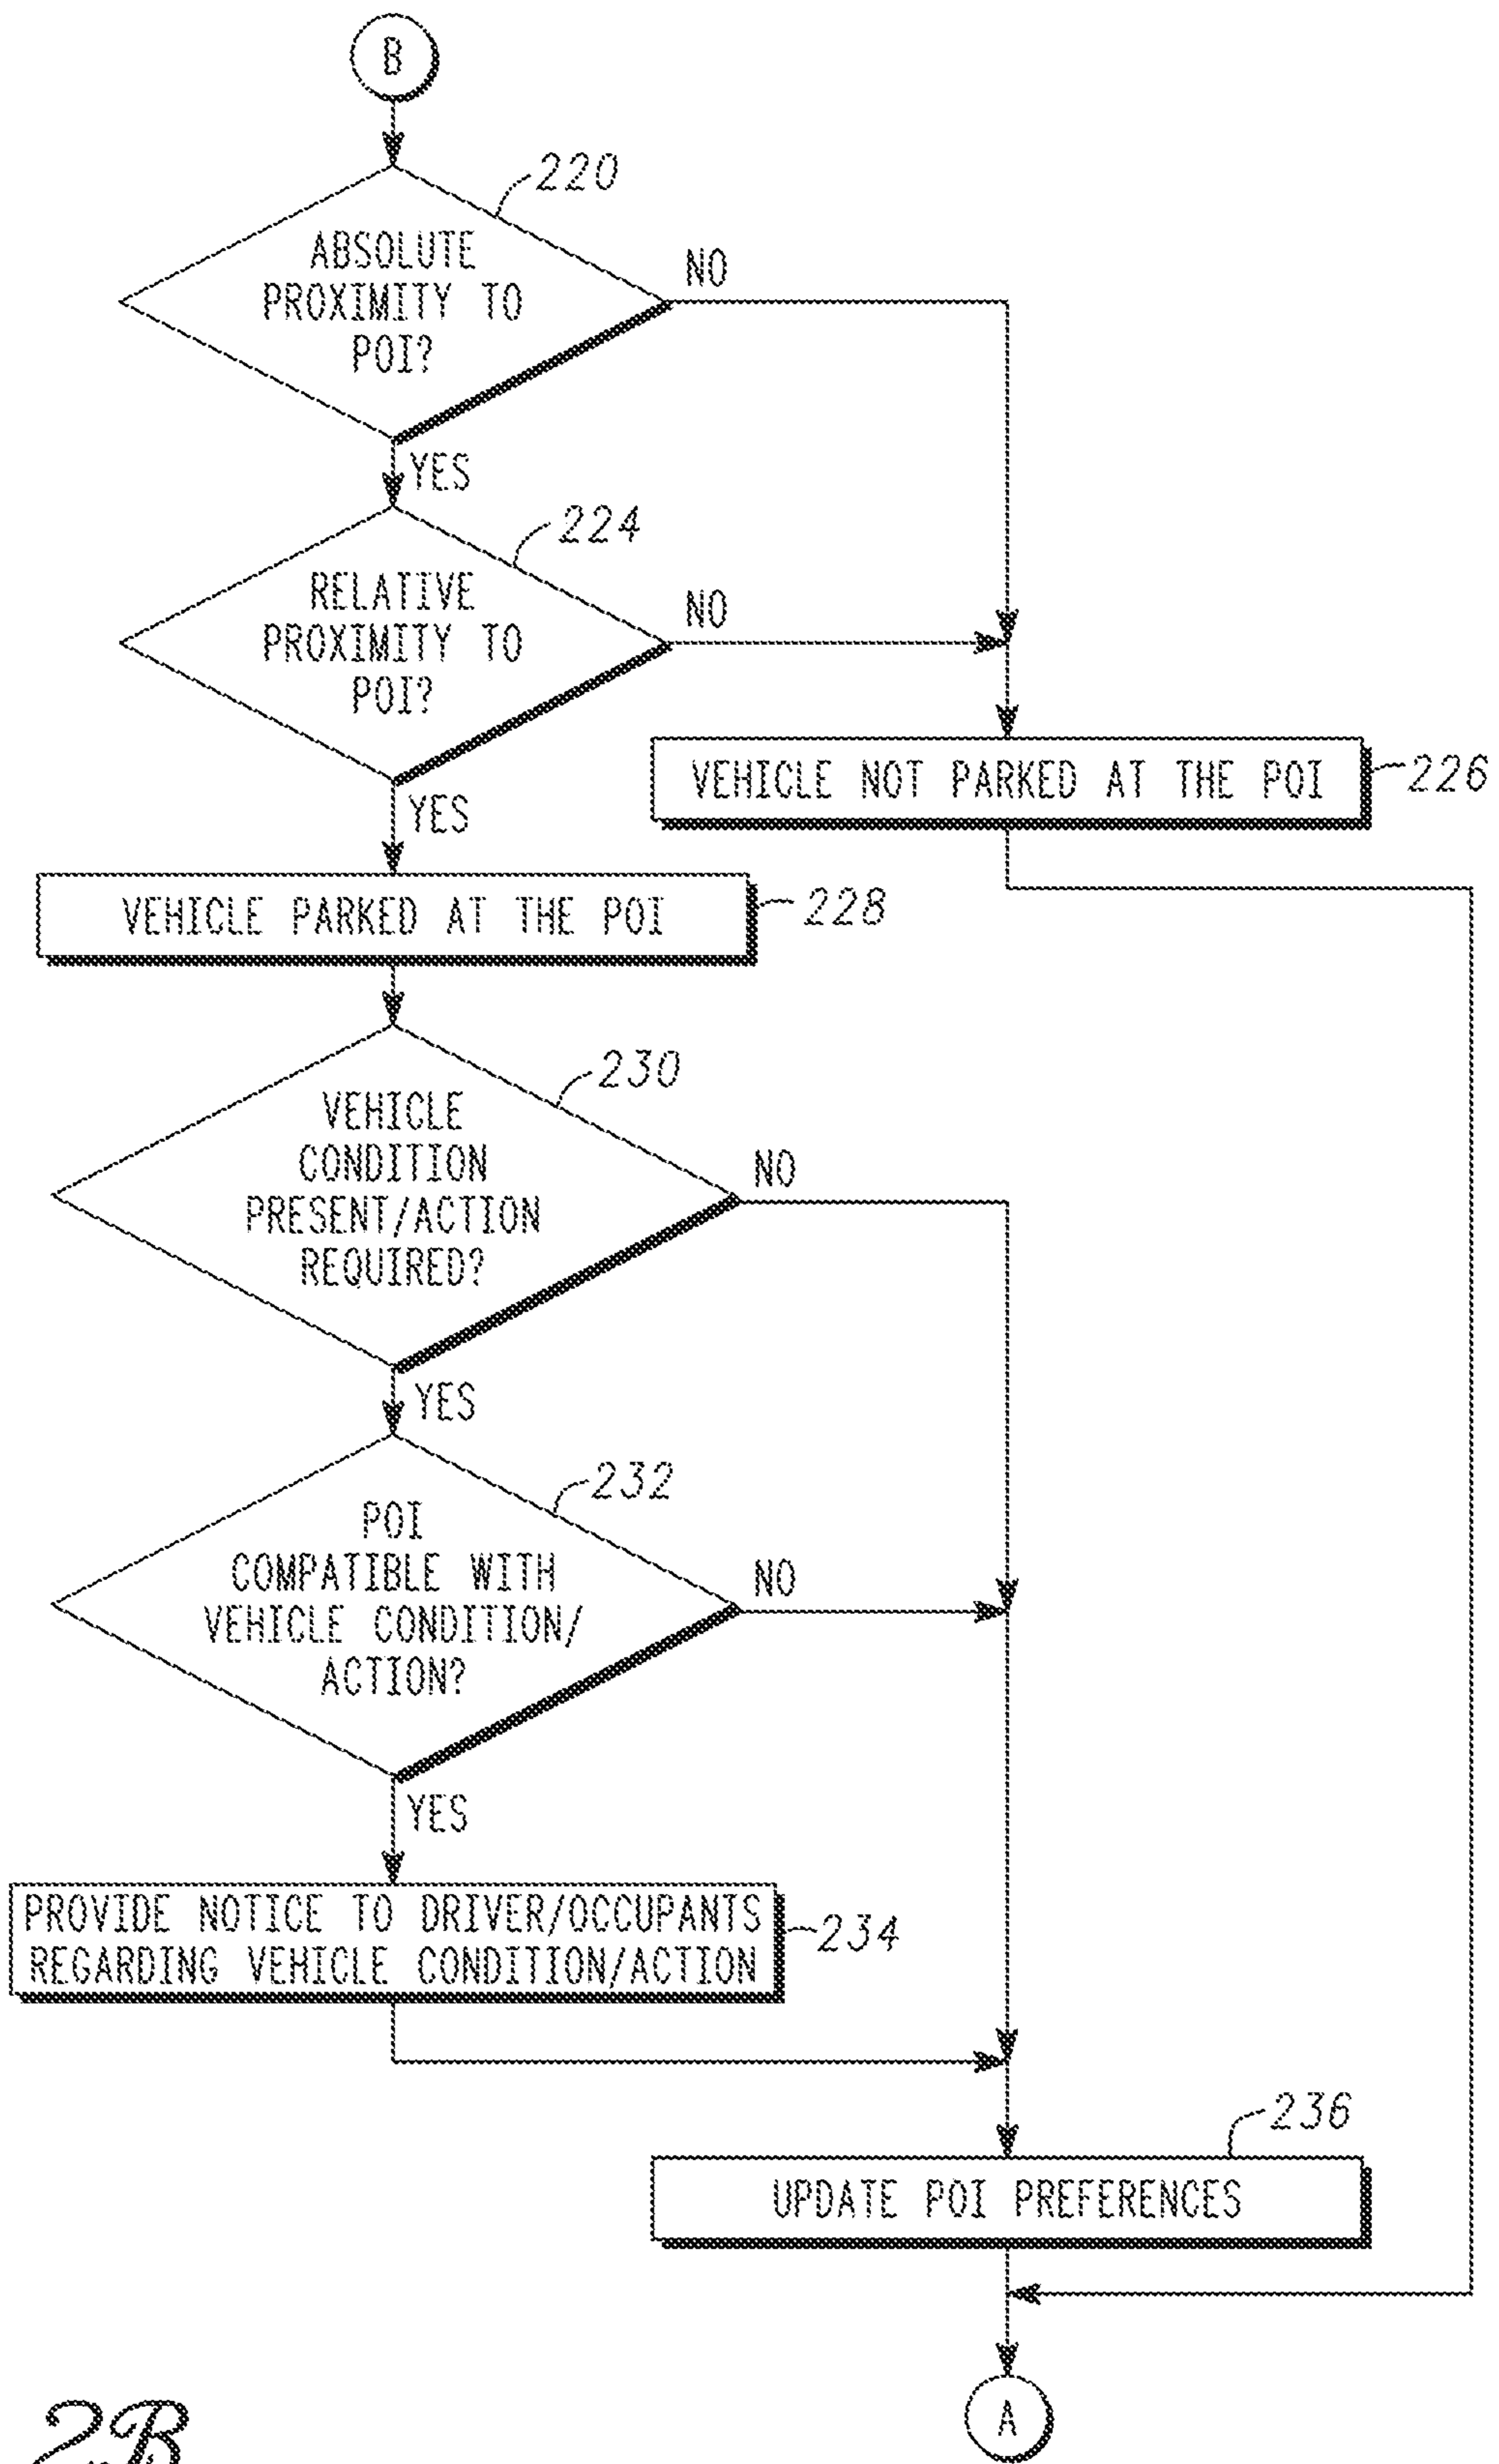 B
220
ABSOLUTE
PROXIMITY TO
POI?
NO
YES
224
RELATIVE
PROXIMITY TO
POI?
NO
YES
VEHICLE NOT PARKED AT THE POI
226
VEHICLE PARKED AT THE POI
228
230
VEHICLE
CONDITION
PRESENT/ACTION
REQUIRED?
NO
YES
232
POI
COMPATIBLE WITH
VEHICLE CONDITION/
ACTION?
NO
YES
PROVIDE NOTICE TO DRIVER/OCCUPANTS
REGARDING VEHICLE CONDITION/ACTION
234
236
UPDATE POI PREFERENCES
A
2B